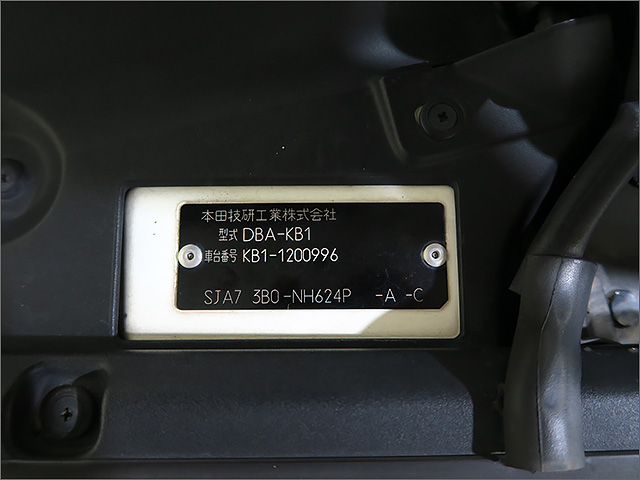 本田技研工業株式会社
型式 DBA-KB1
車台番号 KB1-1200996
SJA7 3B0-NH624P -A -C